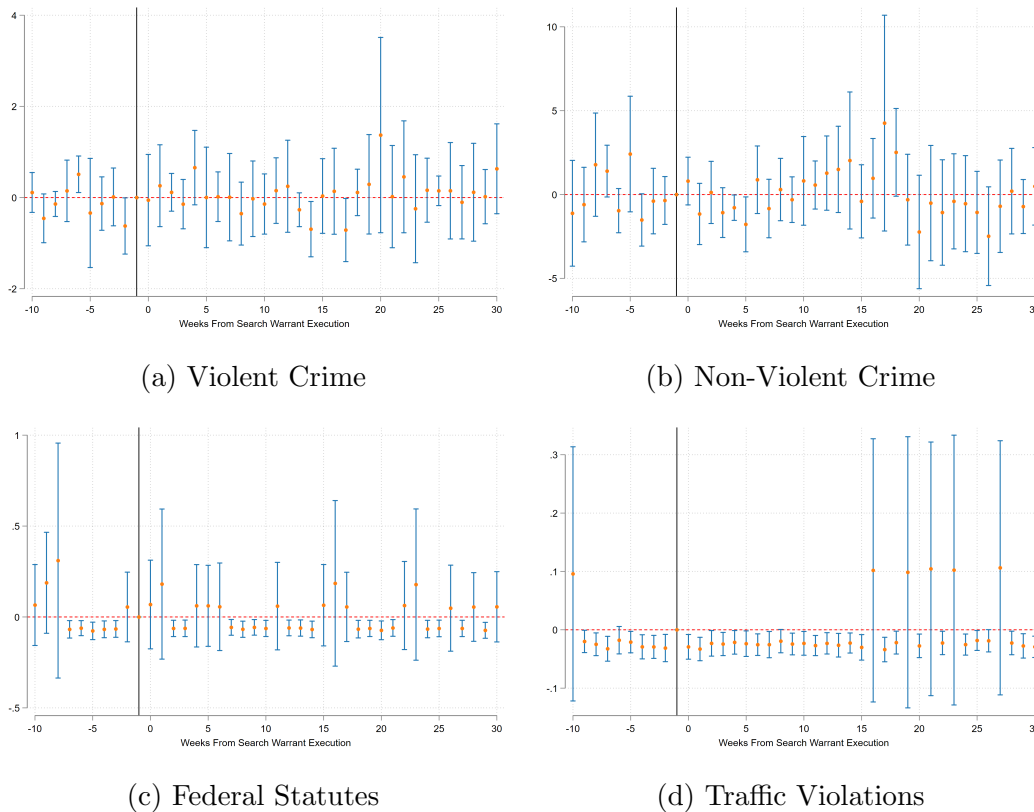 4
2
0
-2
-10 -5 0 5 10 15 20 25 30
Weeks From Search Warrant Execution
(a) Violent Crime
10
5
0
-5
-10 -5 0 5 10 15 20 25 30
Weeks From Search Warrant Execution
(b) Non-Violent Crime
1
.5
0
-.5
-10 -5 0 5 10 15 20 25 30
Weeks From Search Warrant Execution
(c) Federal Statutes
.3
.2
.1
0
-.1
-10 -5 0 5 10 15 20 25 30
Weeks From Search Warrant Execution
(d) Traffic Violations